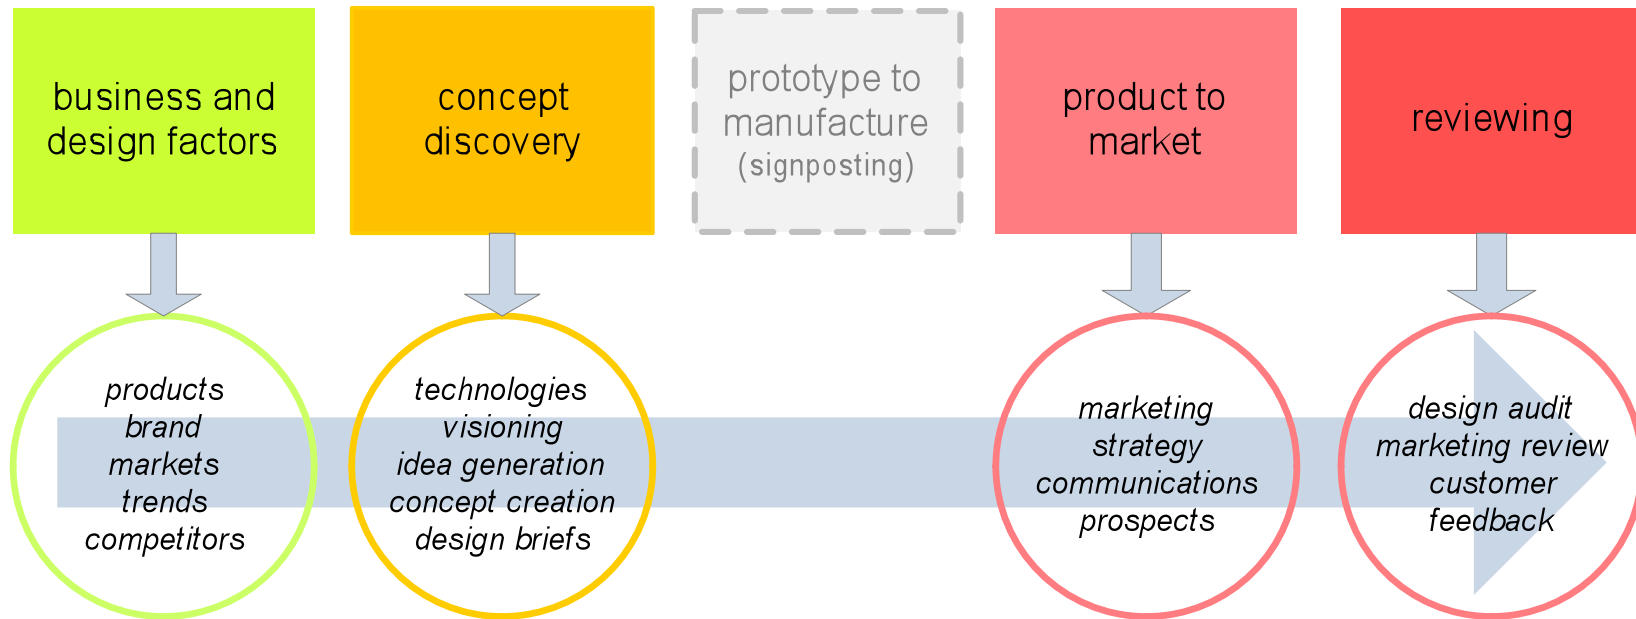 business and
design factors
concept
discovery
prototype to
manufacture
(signposting)
product to
market
reviewing
products
brand
markets
trends
competitors
technologies
visioning
idea generation
concept creation
design briefs
marketing
strategy
communications
prospects
design audit
marketing review
customer
feedback